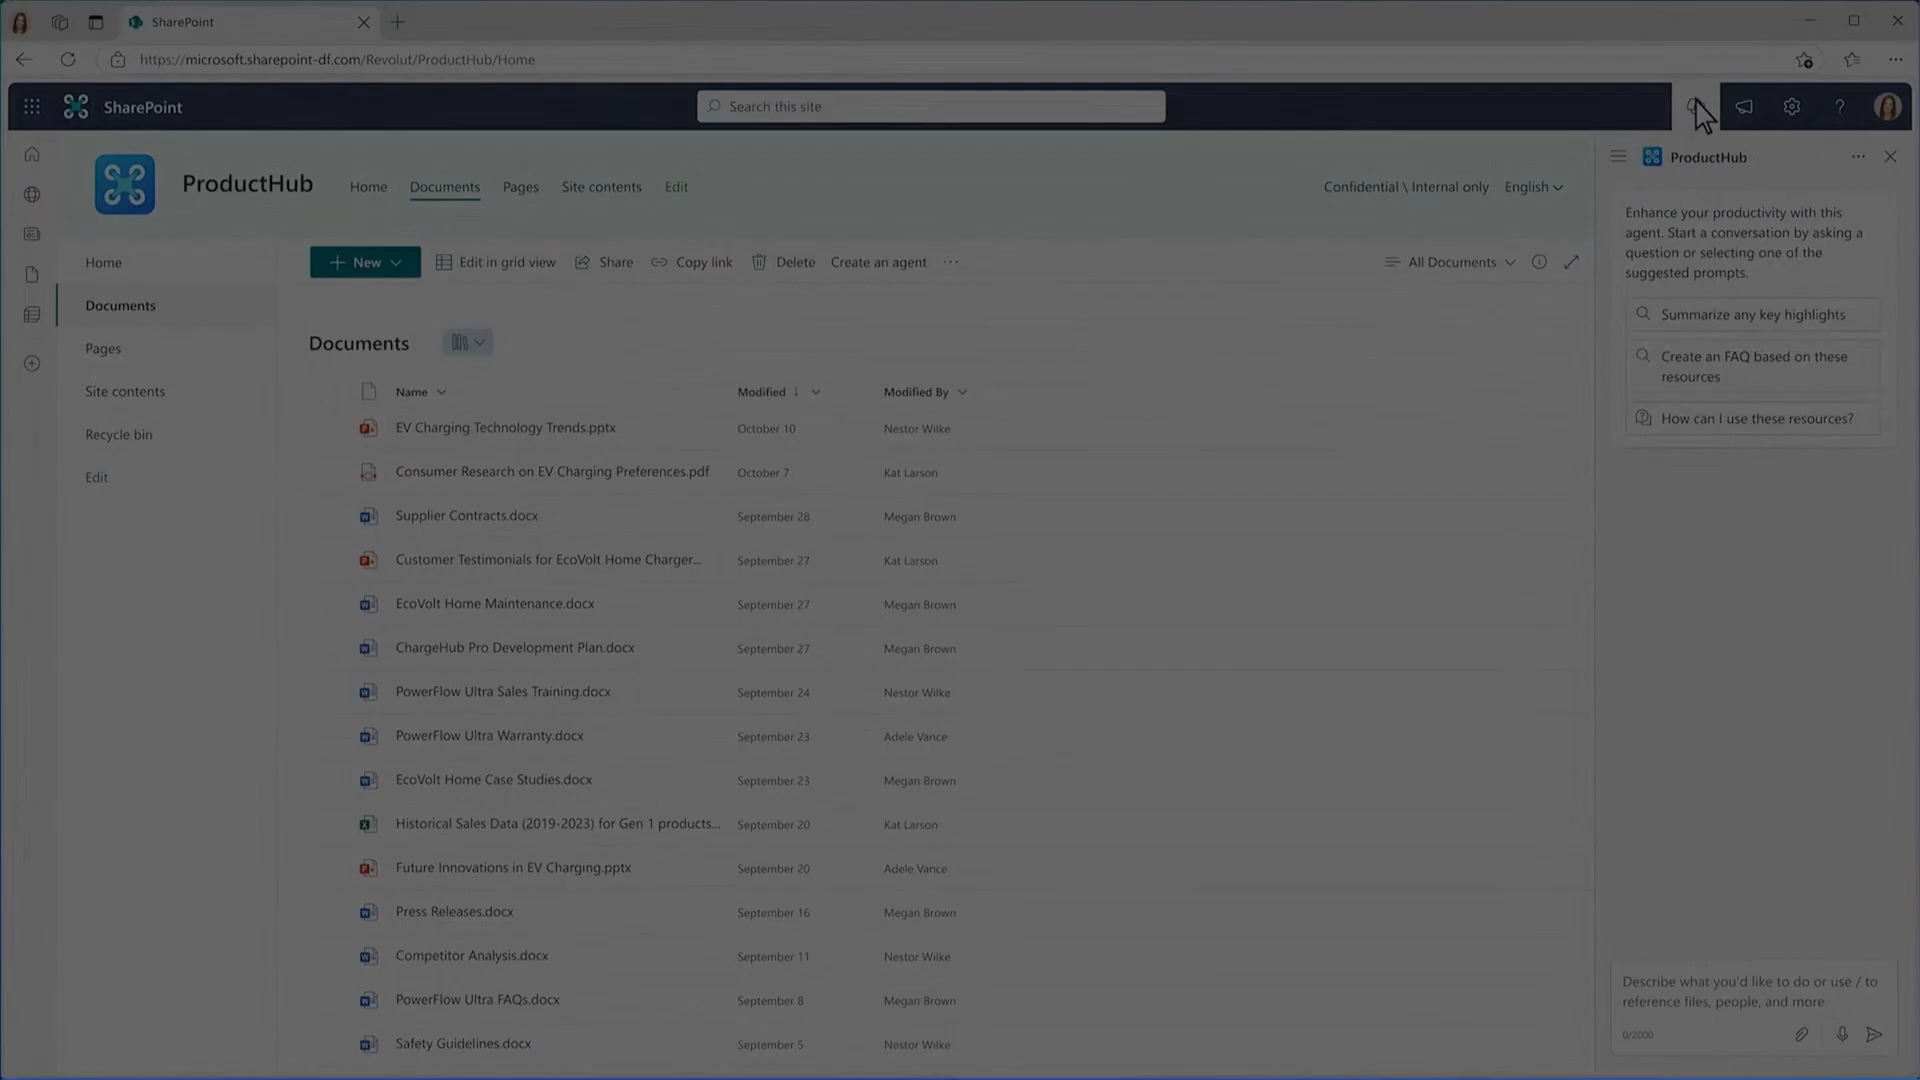 SharePoint
https://microsoft.sharepoint-df.com/Revolut/ProductHub/Home
SharePoint
Search this site
ProductHub
Home
Documents
Pages
Site contents
Edit
Confidential \ Internal only
English
Home
Documents
Pages
Site contents
Recycle bin
Edit
New
Edit in grid view
Share
Copy link
Delete
Create an agent
All Documents
Documents
Name Modified Modified By
EV Charging Technology Trends.pptx October 10 Nestor Wilke
Consumer Research on EV Charging Preferences.pdf October 7 Kat Larson
Supplier Contracts.docx September 28 Megan Brown
Customer Testimonials for EcoVolt Home Charger... September 27 Kat Larson
EcoVolt Home Maintenance.docx September 27 Megan Brown
ChargeHub Pro Development Plan.docx September 27 Megan Brown
PowerFlow Ultra Sales Training.docx September 24 Nestor Wilke
PowerFlow Ultra Warranty.docx September 23 Adele Vance
EcoVolt Home Case Studies.docx September 23 Megan Brown
Historical Sales Data (2019-2023) for Gen 1 products... September 20 Kat Larson
Future Innovations in EV Charging.pptx September 20 Adele Vance
Press Releases.docx September 16 Megan Brown
Competitor Analysis.docx September 11 Nestor Wilke
PowerFlow Ultra FAQs.docx September 8 Megan Brown
Safety Guidelines.docx September 5 Nestor Wilke
ProductHub
Enhance your productivity with this
agent. Start a conversation by asking a
question or selecting one of the
suggested prompts.
Summarize any key highlights
Create an FAQ based on these
resources
How can I use these resources?
Describe what you'd like to do or use / to
reference files, people, and more
0/2000